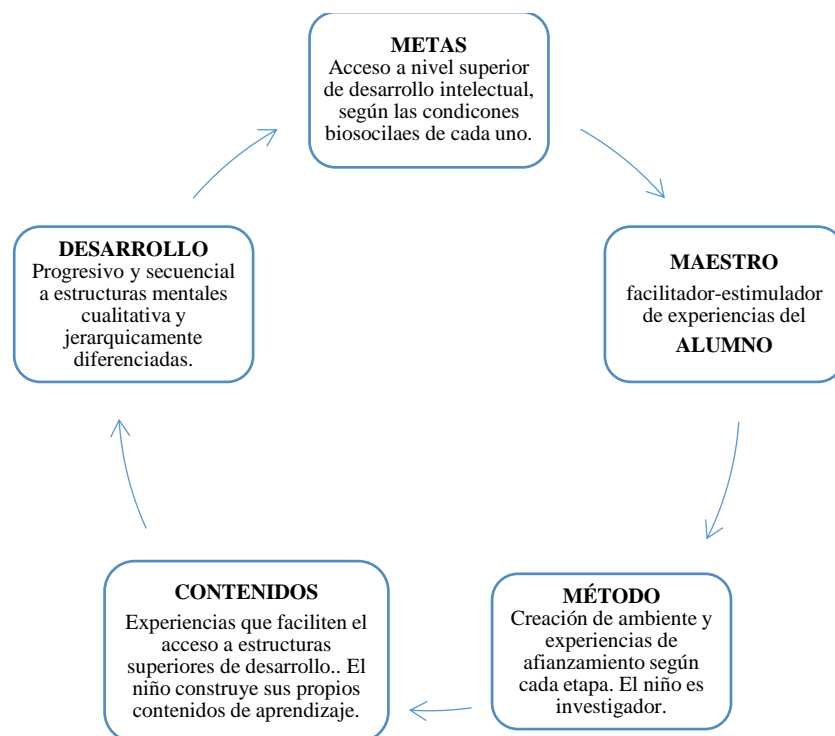 METAS
Acceso a nivel superior
de desarrollo intelectual,
según las condicones
biosocilaes de cada uno.
MAESTRO
facilitador-estimulador
de experiencias del
ALUMNO
MÉTODO
Creación de ambiente y
experiencias de
afianzamiento según
cada etapa. El niño es
investigador.
CONTENIDOS
Experiencias que faciliten el
acceso a estructuras
superiores de desarrollo.. El
niño construye sus propios
contenidos de aprendizaje.
DESARROLLO
Progresivo y secuencial
a estructuras mentales
cualitativa y
jerarquicamente
diferenciadas.